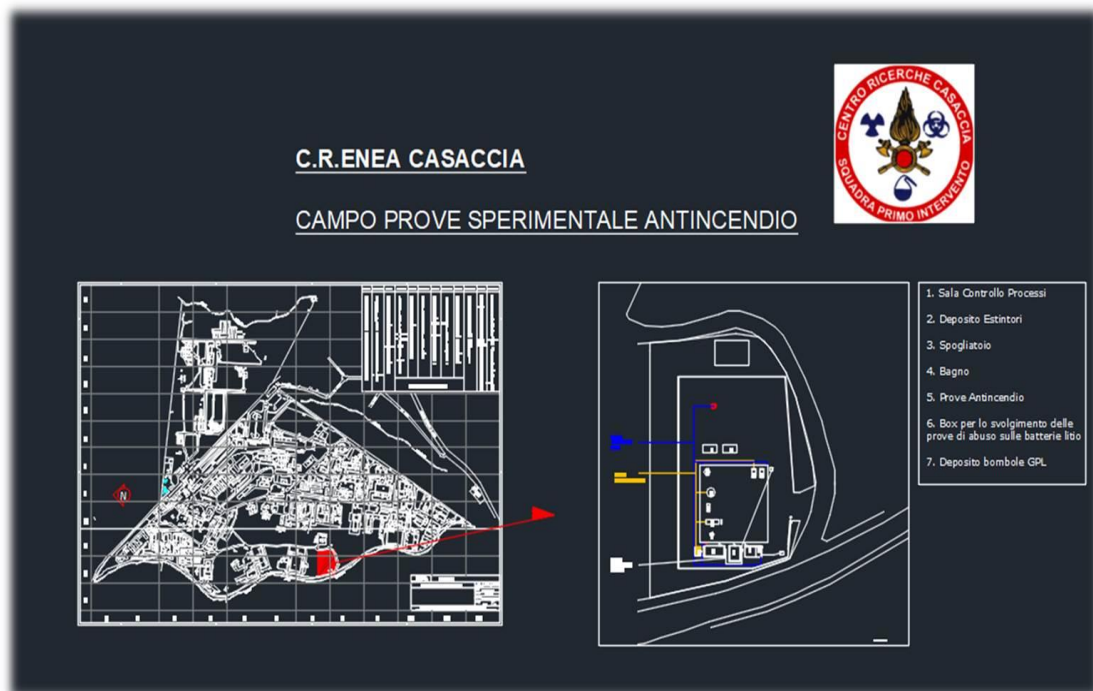 C.R.ENEA CASACCIA
CENTRO RICERCHE CASACCIA
SQUADRA PRIMO INTERVENTO
CAMPO PROVE SPERIMENTALE ANTINCENDIO
N
1. Sala Controllo Processi
2. Deposito Estintori
3. Spogliatoio
4. Bagno
5. Prove Antincendio
6. Box per lo svolgimento delle
prove di abuso sulle batterie litio
7. Deposito bombole GPL